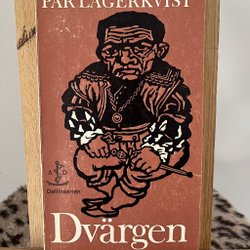 PÄR LAGERKVIST
A D
Delfinserien
Dvärgen